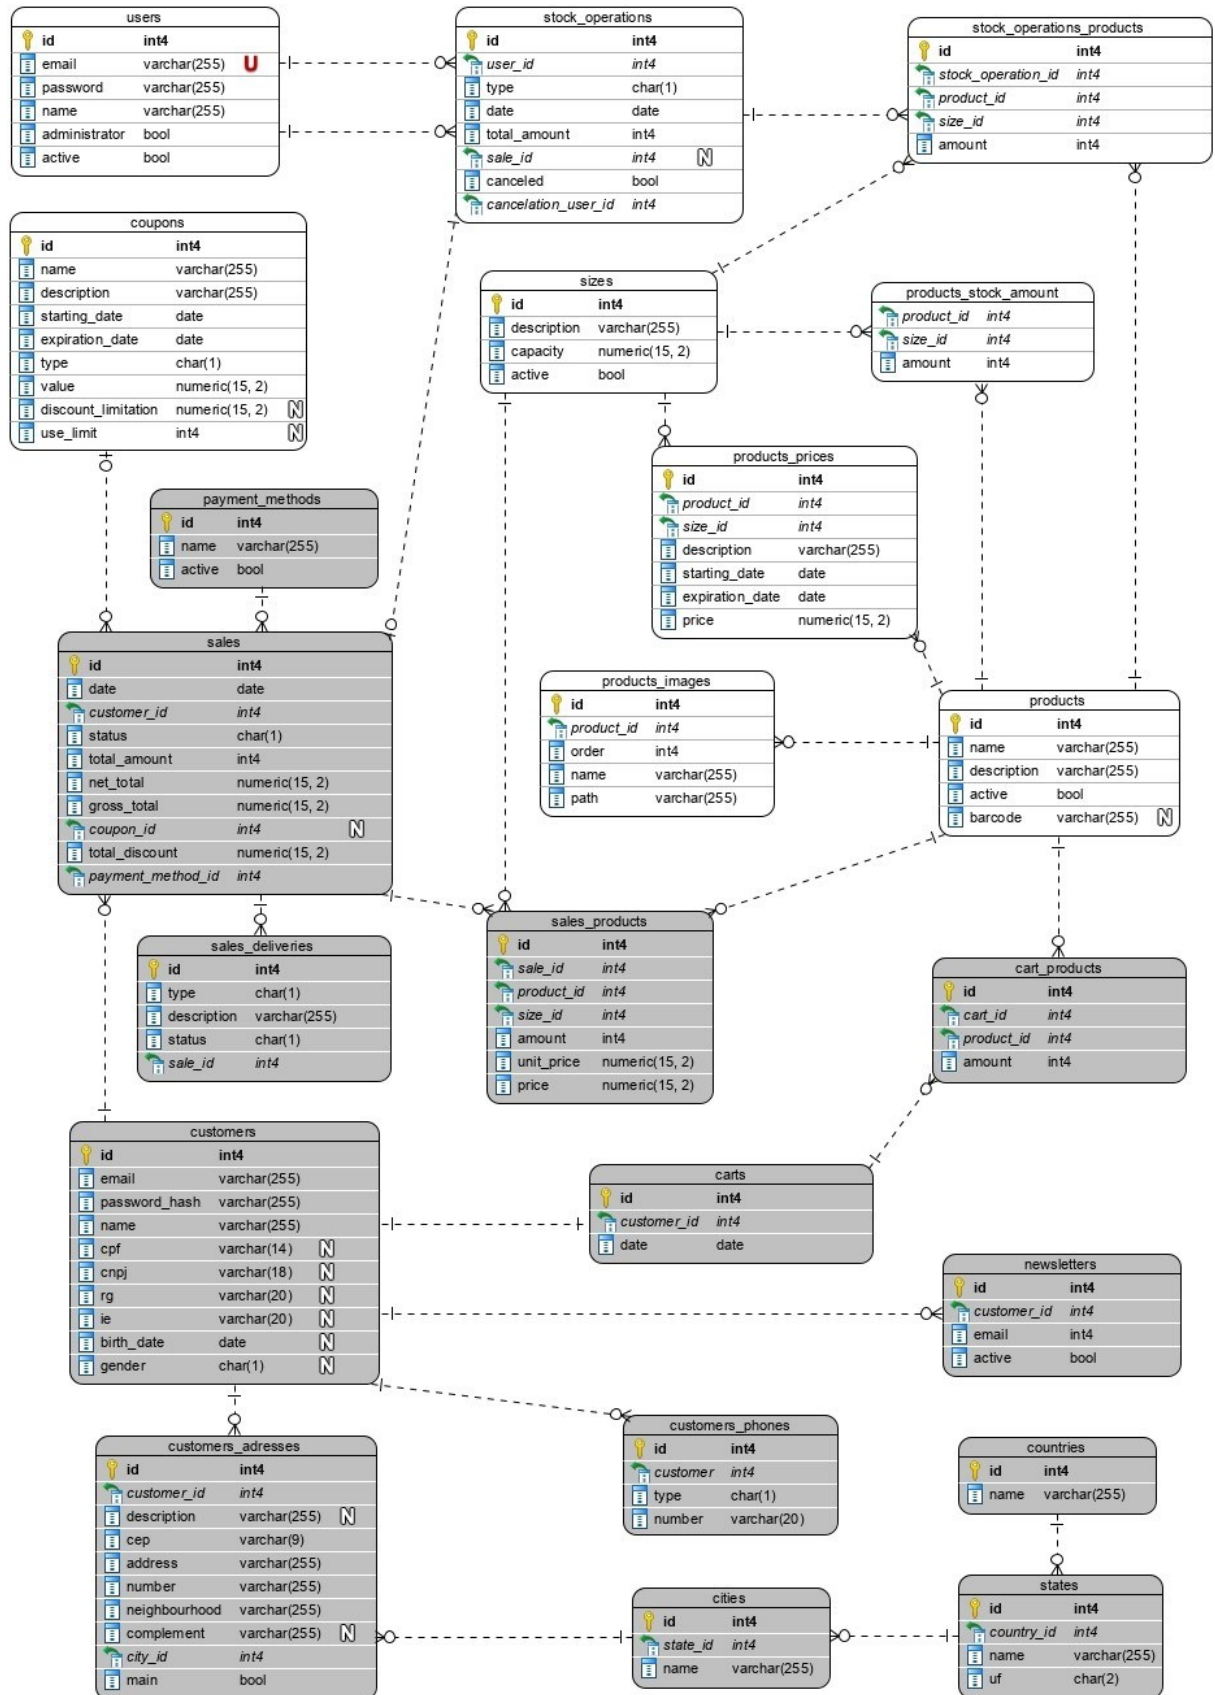 users
id int4
email varchar(255) U
password varchar(255)
name varchar(255)
administrator bool
active bool
stock_operations
id int4
user_id int4
type char(1)
date date
total_amount int4
sale_id int4 N
canceled bool
cancelation_user_id int4
stock_operations_products
id int4
stock_operation_id int4
product_id int4
size_id int4
amount int4
coupons
id int4
name varchar(255)
description varchar(255)
starting_date date
expiration_date date
type char(1)
value numeric(15, 2)
discount_limitation numeric(15, 2) N
use_limit int4 N
sizes
id int4
description varchar(255)
capacity numeric(15, 2)
active bool
products_stock_amount
product_id int4
size_id int4
amount int4
payment_methods
id int4
name varchar(255)
active bool
products_prices
id int4
product_id int4
size_id int4
description varchar(255)
starting_date date
expiration_date date
price numeric(15, 2)
sales
id int4
date date
customer_id int4
status char(1)
total_amount int4
net_total numeric(15, 2)
gross_total numeric(15, 2)
coupon_id int4 N
total_discount numeric(15, 2)
payment_method_id int4
products_images
id int4
product_id int4
order int4
name varchar(255)
path varchar(255)
products
id int4
name varchar(255)
description varchar(255)
active bool
barcode varchar(255) N
sales_deliveries
id int4
type char(1)
description varchar(255)
status char(1)
sale_id int4
sales_products
id int4
sale_id int4
product_id int4
size_id int4
amount int4
unit_price numeric(15, 2)
price numeric(15, 2)
cart_products
id int4
cart_id int4
product_id int4
amount int4
customers
id int4
email varchar(255)
password_hash varchar(255)
name varchar(255)
cpf varchar(14) N
cnpj varchar(18) N
rg varchar(20) N
ie varchar(20) N
birth_date date N
gender char(1) N
carts
id int4
customer_id int4
date date
newsletters
id int4
customer_id int4
email int4
active bool
customers_adresses
id int4
customer_id int4
description varchar(255) N
cep varchar(9)
address varchar(255)
number varchar(255)
neighbourhood varchar(255)
complement varchar(255) N
city_id int4
main bool
customers_phones
id int4
customer int4
type char(1)
number varchar(20)
countries
id int4
name varchar(255)
cities
id int4
state_id int4
name varchar(255)
states
id int4
country_id int4
name varchar(255)
uf char(2)